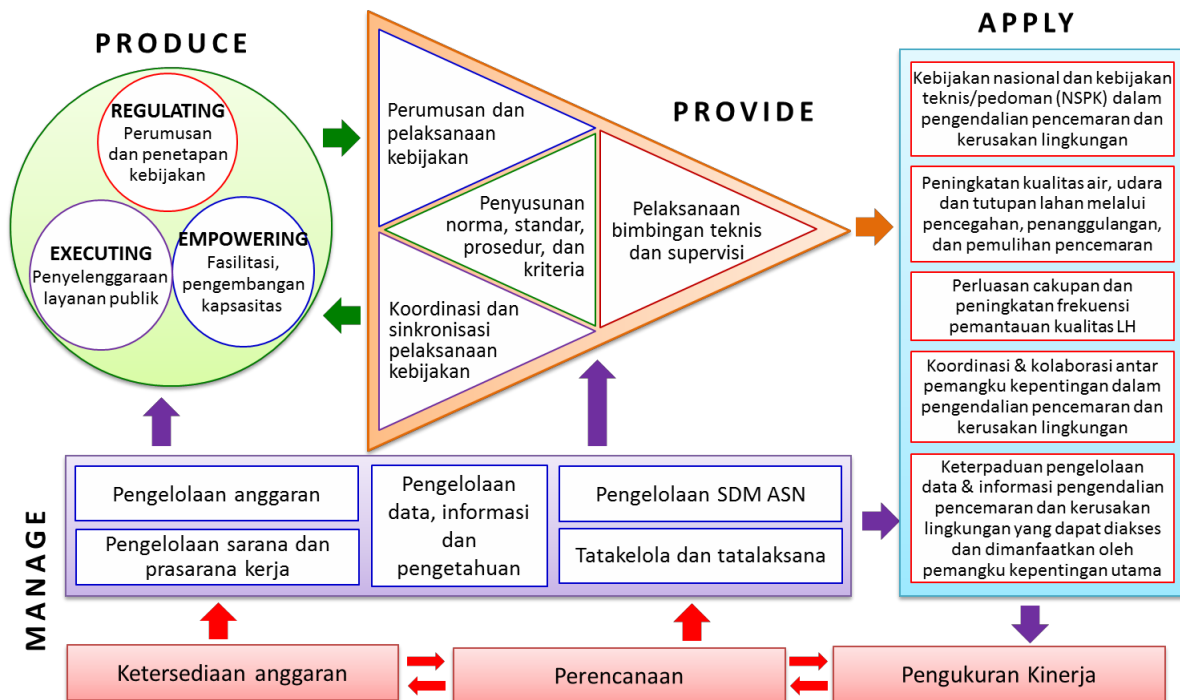 PRODUCE
REGULATING
Perumusan
dan penetapan
kebijakan
EXECUTING
Penyelenggaraan
layanan publik
EMPOWERING
Fasilitasi,
pengembangan
kapsasitas
PROVIDE
Perumusan dan
pelaksanaan
kebijakan
Penyusunan
norma, standar,
prosedur, dan
kriteria
Koordinasi dan
sinkronisasi
pelaksanaan
kebijakan
Pelaksanaan
bimbingan teknis
dan supervisi
APPLY
Kebijakan nasional dan kebijakan
teknis/pedoman (NSPK) dalam
pengendalian pencemaran dan
kerusakan lingkungan
Peningkatan kualitas air, udara
dan tutupan lahan melalui
pencegahan, penanggulangan,
dan pemulihan pencemaran
Perluasan cakupan dan
peningkatan frekuensi
pemantauan kualitas LH
Koordinasi & kolaborasi antar
pemangku kepentingan dalam
pengendalian pencemaran dan
kerusakan lingkungan
Keterpaduan pengelolaan
data & informasi pengendalian
pencemaran dan kerusakan
lingkungan yang dapat diakses
dan dimanfaatkan oleh
pemangku kepentingan utama
MANAGE
Pengelolaan anggaran
Pengelolaan sarana dan
prasarana kerja
Pengelolaan
data, informasi
dan
pengetahuan
Pengelolaan SDM ASN
Tatakelola dan tatalaksana
Ketersediaan anggaran
Perencanaan
Pengukuran Kinerja